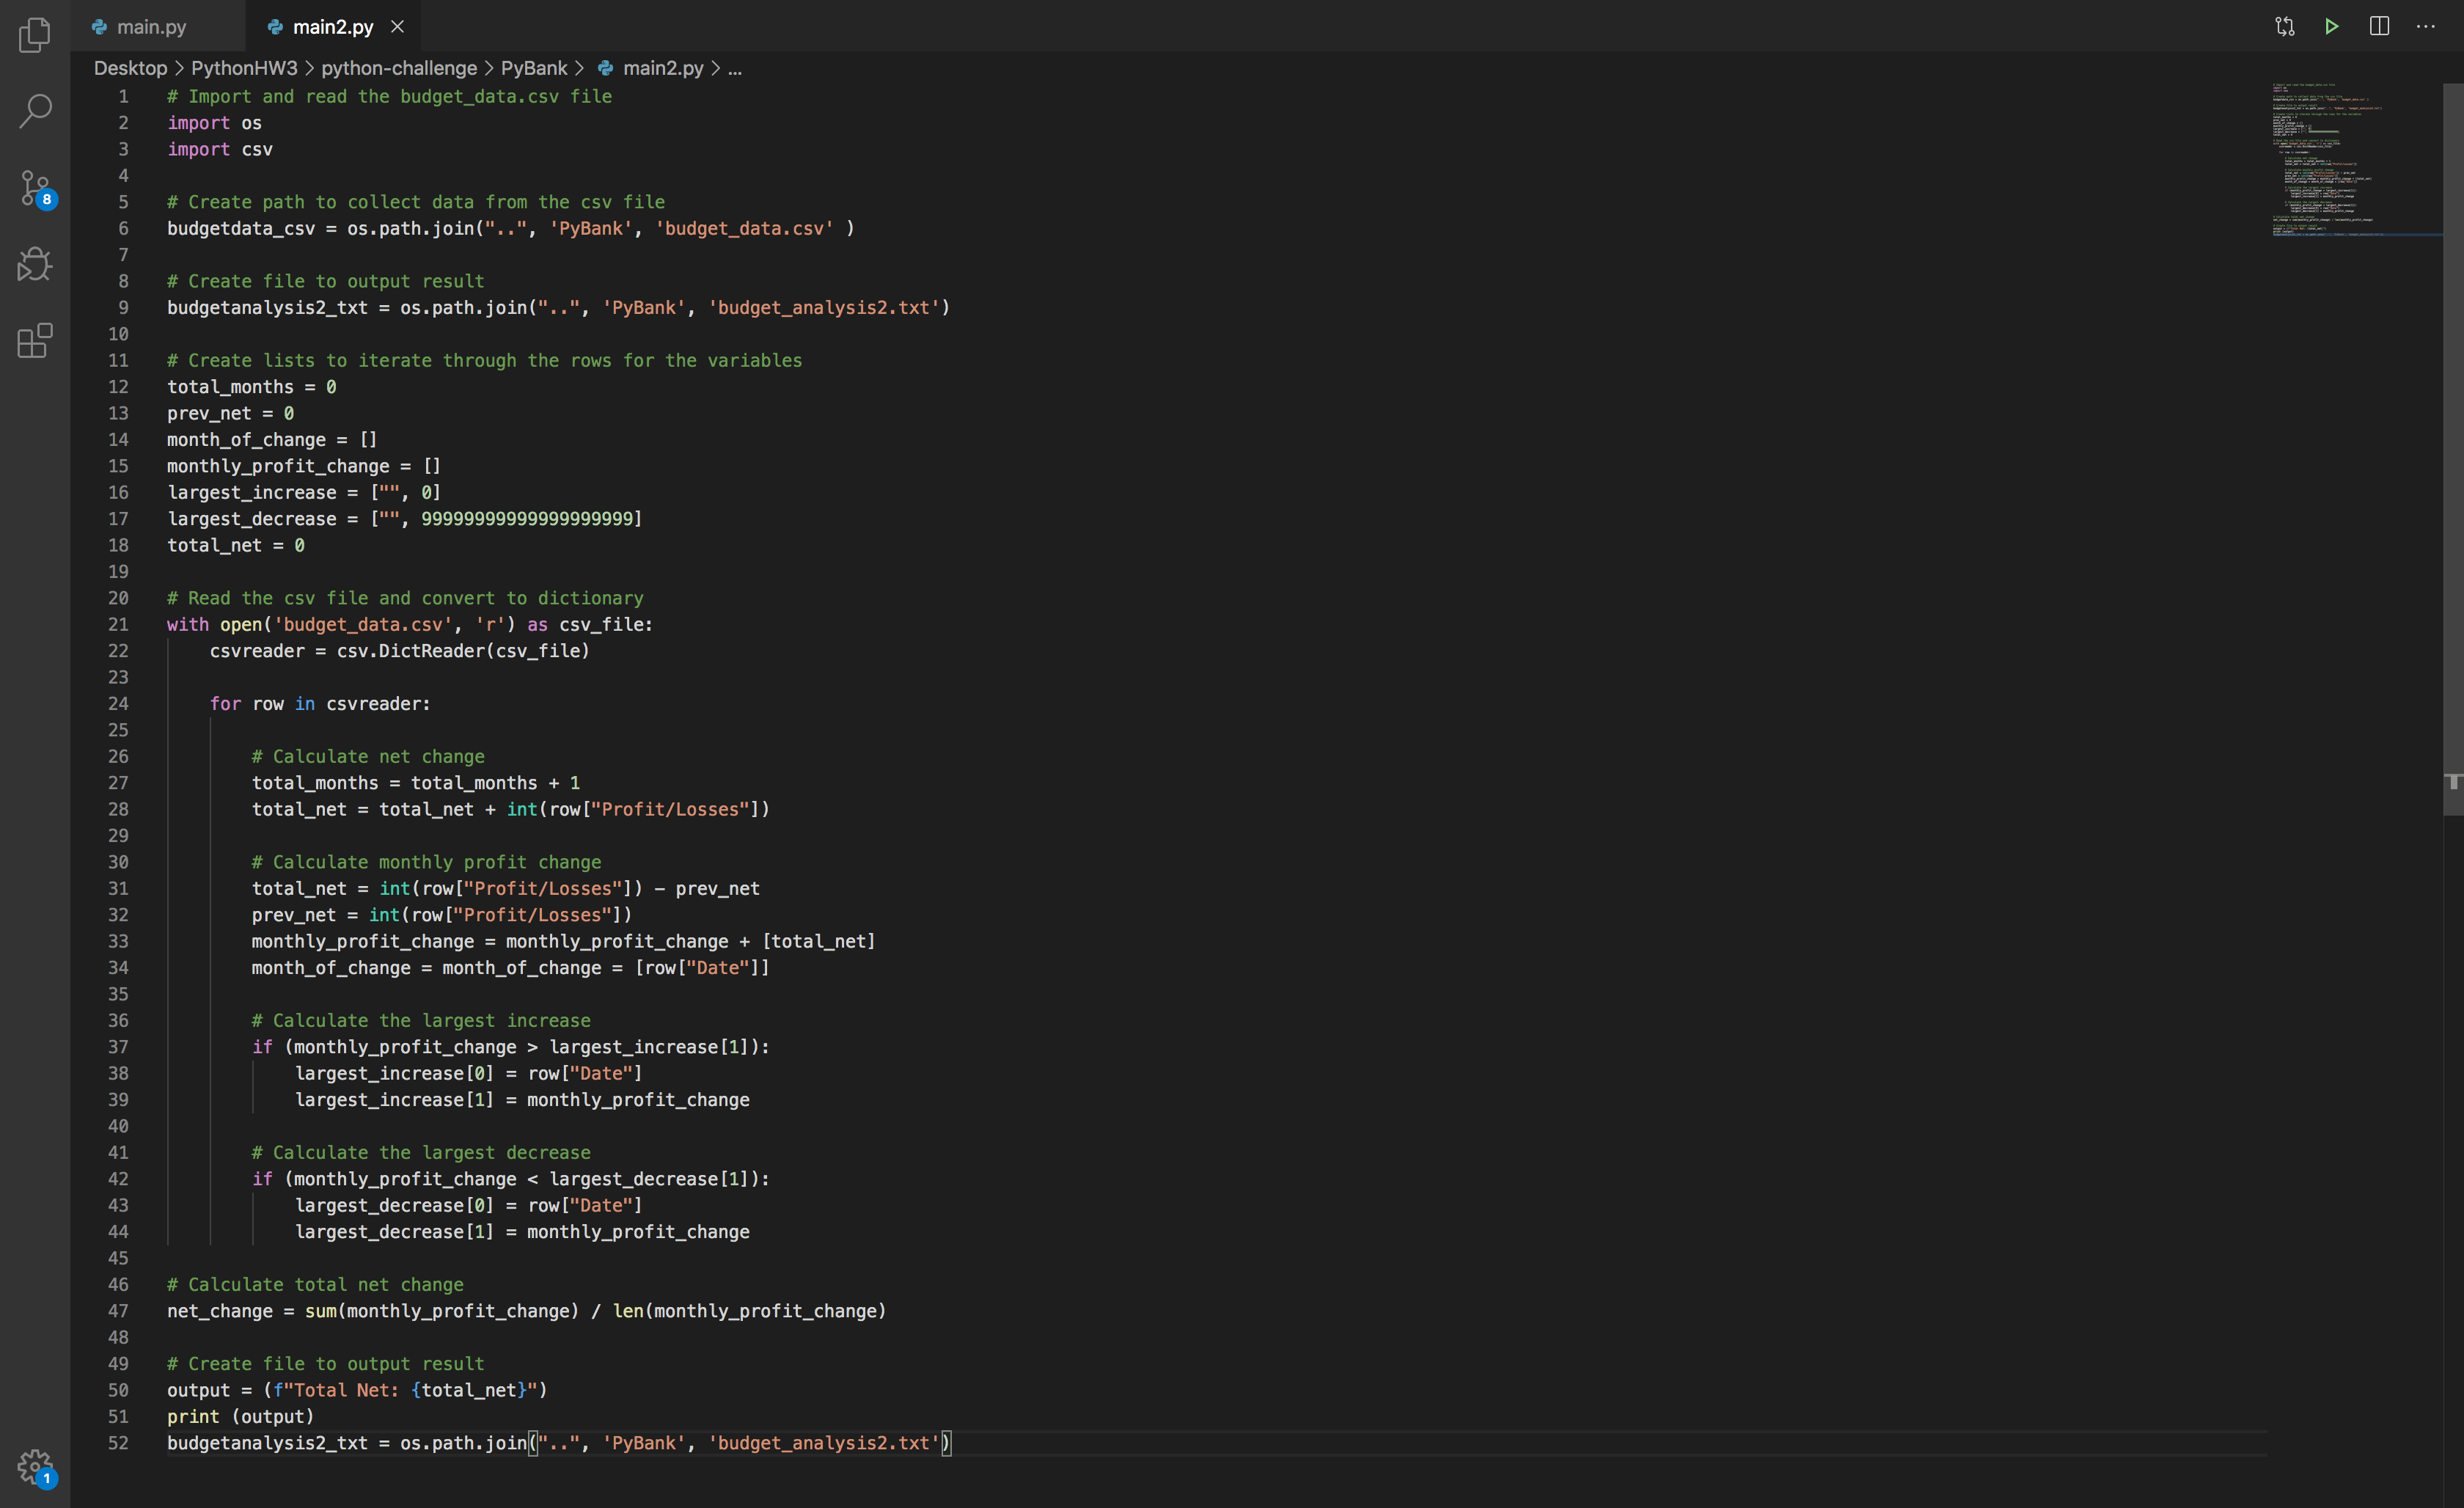 main.py
main2.py
Desktop > PythonHW3 > python-challenge > PyBank > main2.py > ...
8
1
1 # Import and read the budget_data.csv file
2 import os
3 import csv
4
5 # Create path to collect data from the csv file
6 budgetdata_csv = os.path.join("..", 'PyBank', 'budget_data.csv' )
7
8 # Create file to output result
9 budgetanalysis2_txt = os.path.join("..", 'PyBank', 'budget_analysis2.txt')
10
11 # Create lists to iterate through the rows for the variables
12 total_months = 0
13 prev_net = 0
14 month_of_change = []
15 monthly_profit_change = []
16 largest_increase = ["", 0]
17 largest_decrease = ["", 99999999999999999999]
18 total_net = 0
19
20 # Read the csv file and convert to dictionary
21 with open('budget_data.csv', 'r') as csv_file:
22     csvreader = csv.DictReader(csv_file)
23
24     for row in csvreader:
25
26         # Calculate net change
27         total_months = total_months + 1
28         total_net = total_net + int(row["Profit/Losses"])
29
30         # Calculate monthly profit change
31         total_net = int(row["Profit/Losses"]) - prev_net
32         prev_net = int(row["Profit/Losses"])
33         monthly_profit_change = monthly_profit_change + [total_net]
34         month_of_change = month_of_change = [row["Date"]]
35
36         # Calculate the largest increase
37         if (monthly_profit_change > largest_increase[1]):
38             largest_increase[0] = row["Date"]
39             largest_increase[1] = monthly_profit_change
40
41         # Calculate the largest decrease
42         if (monthly_profit_change < largest_decrease[1]):
43             largest_decrease[0] = row["Date"]
44             largest_decrease[1] = monthly_profit_change
45
46 # Calculate total net change
47 net_change = sum(monthly_profit_change) / len(monthly_profit_change)
48
49 # Create file to output result
50 output = (f"Total Net: {total_net}")
51 print (output)
52 budgetanalysis2_txt = os.path.join("..", 'PyBank', 'budget_analysis2.txt')